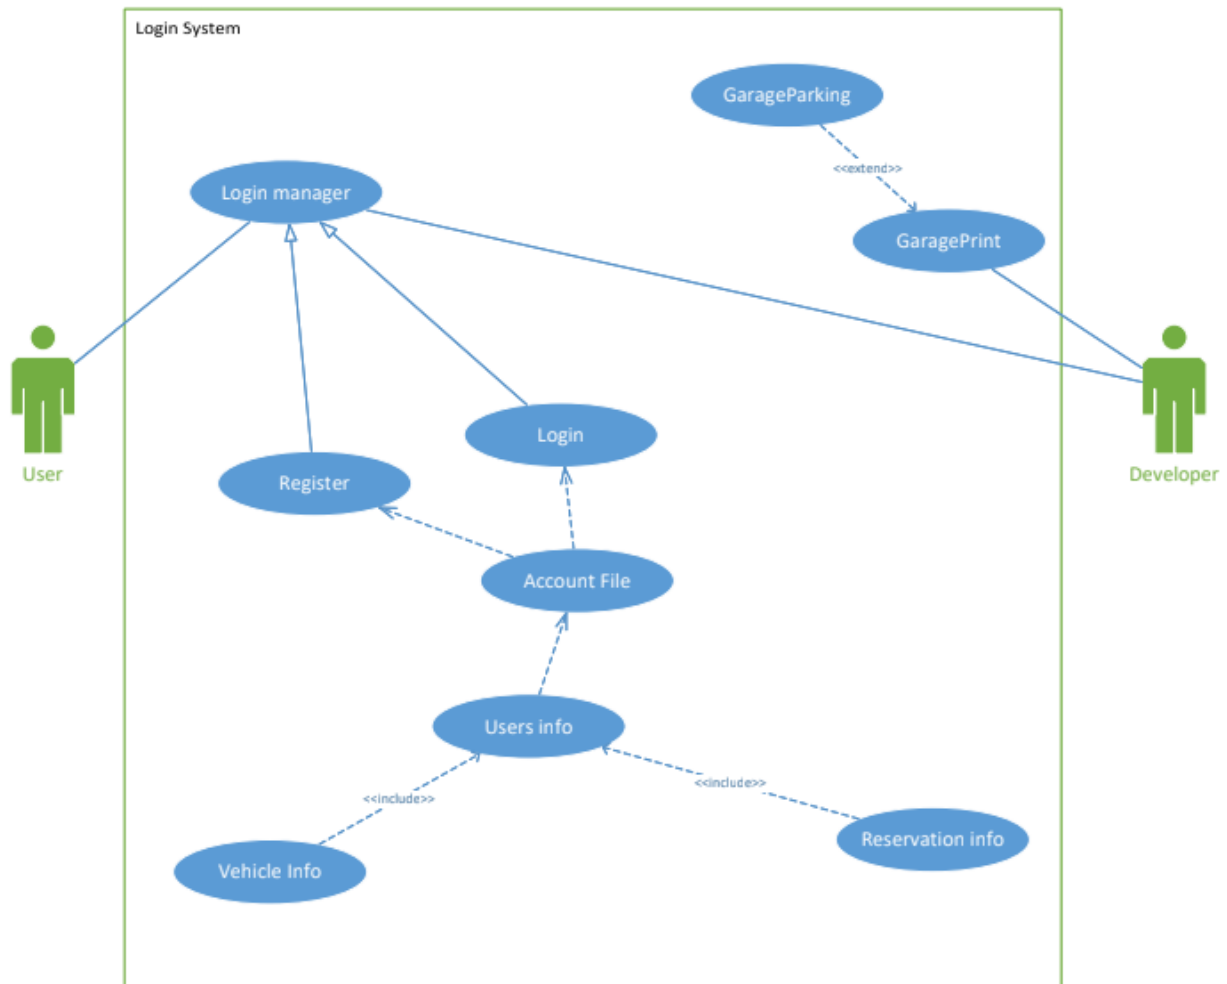 Login System
GarageParking
<<extend>>
Login manager
GaragePrint
Login
User
Register
Developer
Account File
Users info
<<include>>
<<include>>
Reservation info
Vehicle Info